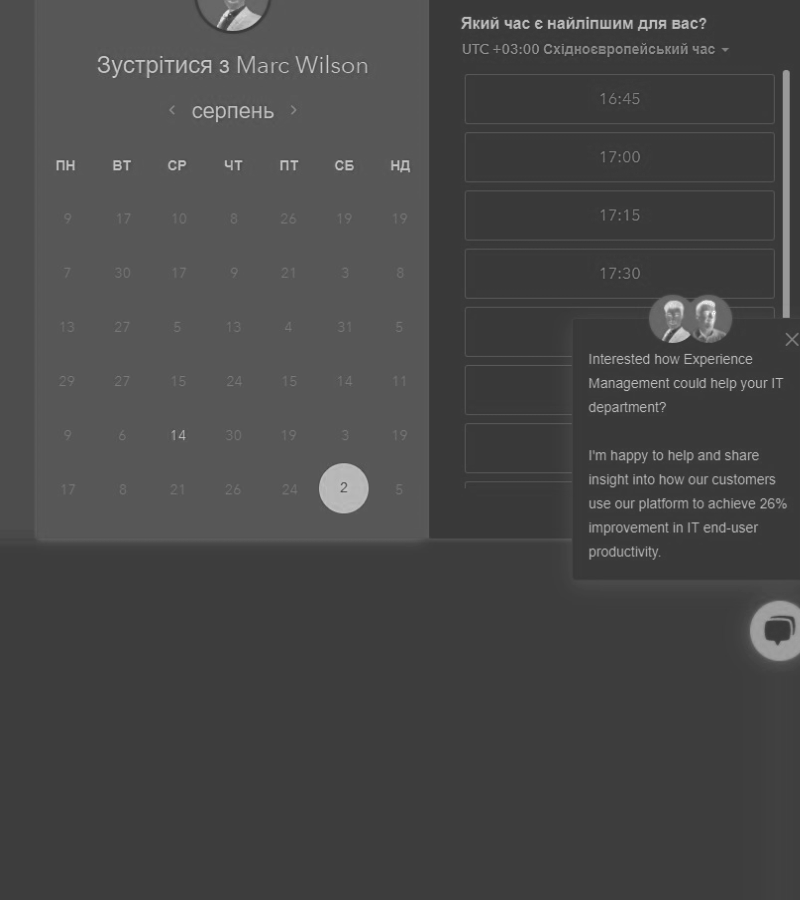 Зустрітися з Marc Wilson
серпень
ПН ВТ СР ЧТ ПТ СБ НД
9 17 10 8 26 19 19
7 30 17 9 21 3 8
13 27 5 13 4 31 5
29 27 15 24 15 14 11
9 6 14 30 19 3 19
17 8 21 26 24 2 5
Який час є найліпшим для вас?
UTC +03:00 Східноєвропейський час
16:45
17:00
17:15
17:30
Interested how Experience
Management could help your IT
department?
I'm happy to help and share
insight into how our customers
use our platform to achieve 26%
improvement in IT end-user
productivity.